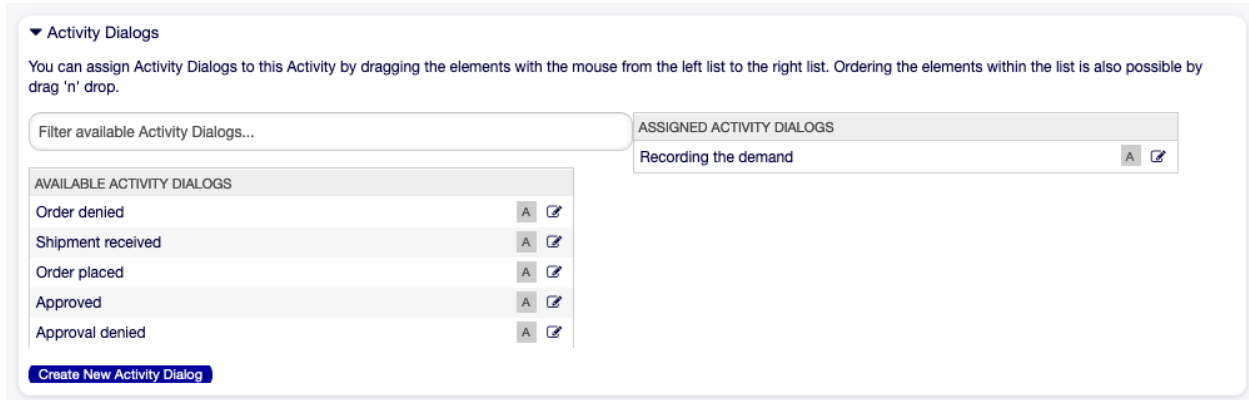 Activity Dialogs
You can assign Activity Dialogs to this Activity by dragging the elements with the mouse from the left list to the right list. Ordering the elements within the list is also possible by
drag 'n' drop.
Filter available Activity Dialogs...
AVAILABLE ACTIVITY DIALOGS
Order denied A
Shipment received A
Order placed A
Approved A
Approval denied A
Create New Activity Dialog
ASSIGNED ACTIVITY DIALOGS
Recording the demand A